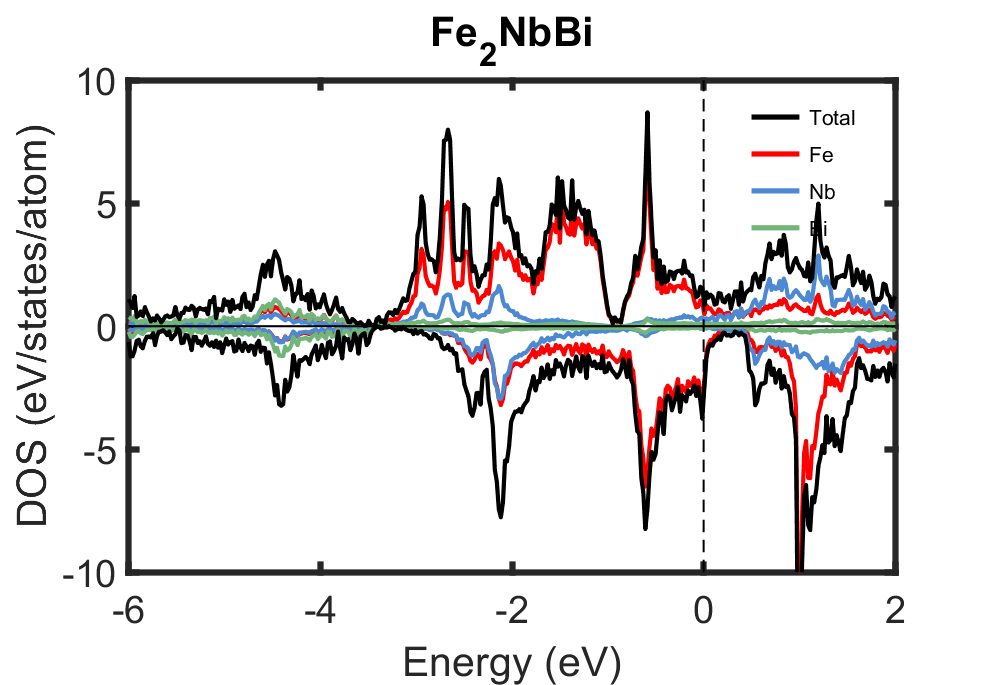 Fe₂NbBi
10
5
0
-5
-10
DOS (eV/states/atom)
Total
Fe
Nb
Bi
-6
-4
-2
0
2
Energy (eV)